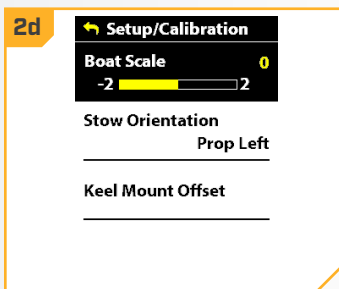 2d
Setup/Calibration
Boat Scale 0
-2 2
Stow Orientation
Prop Left
Keel Mount Offset